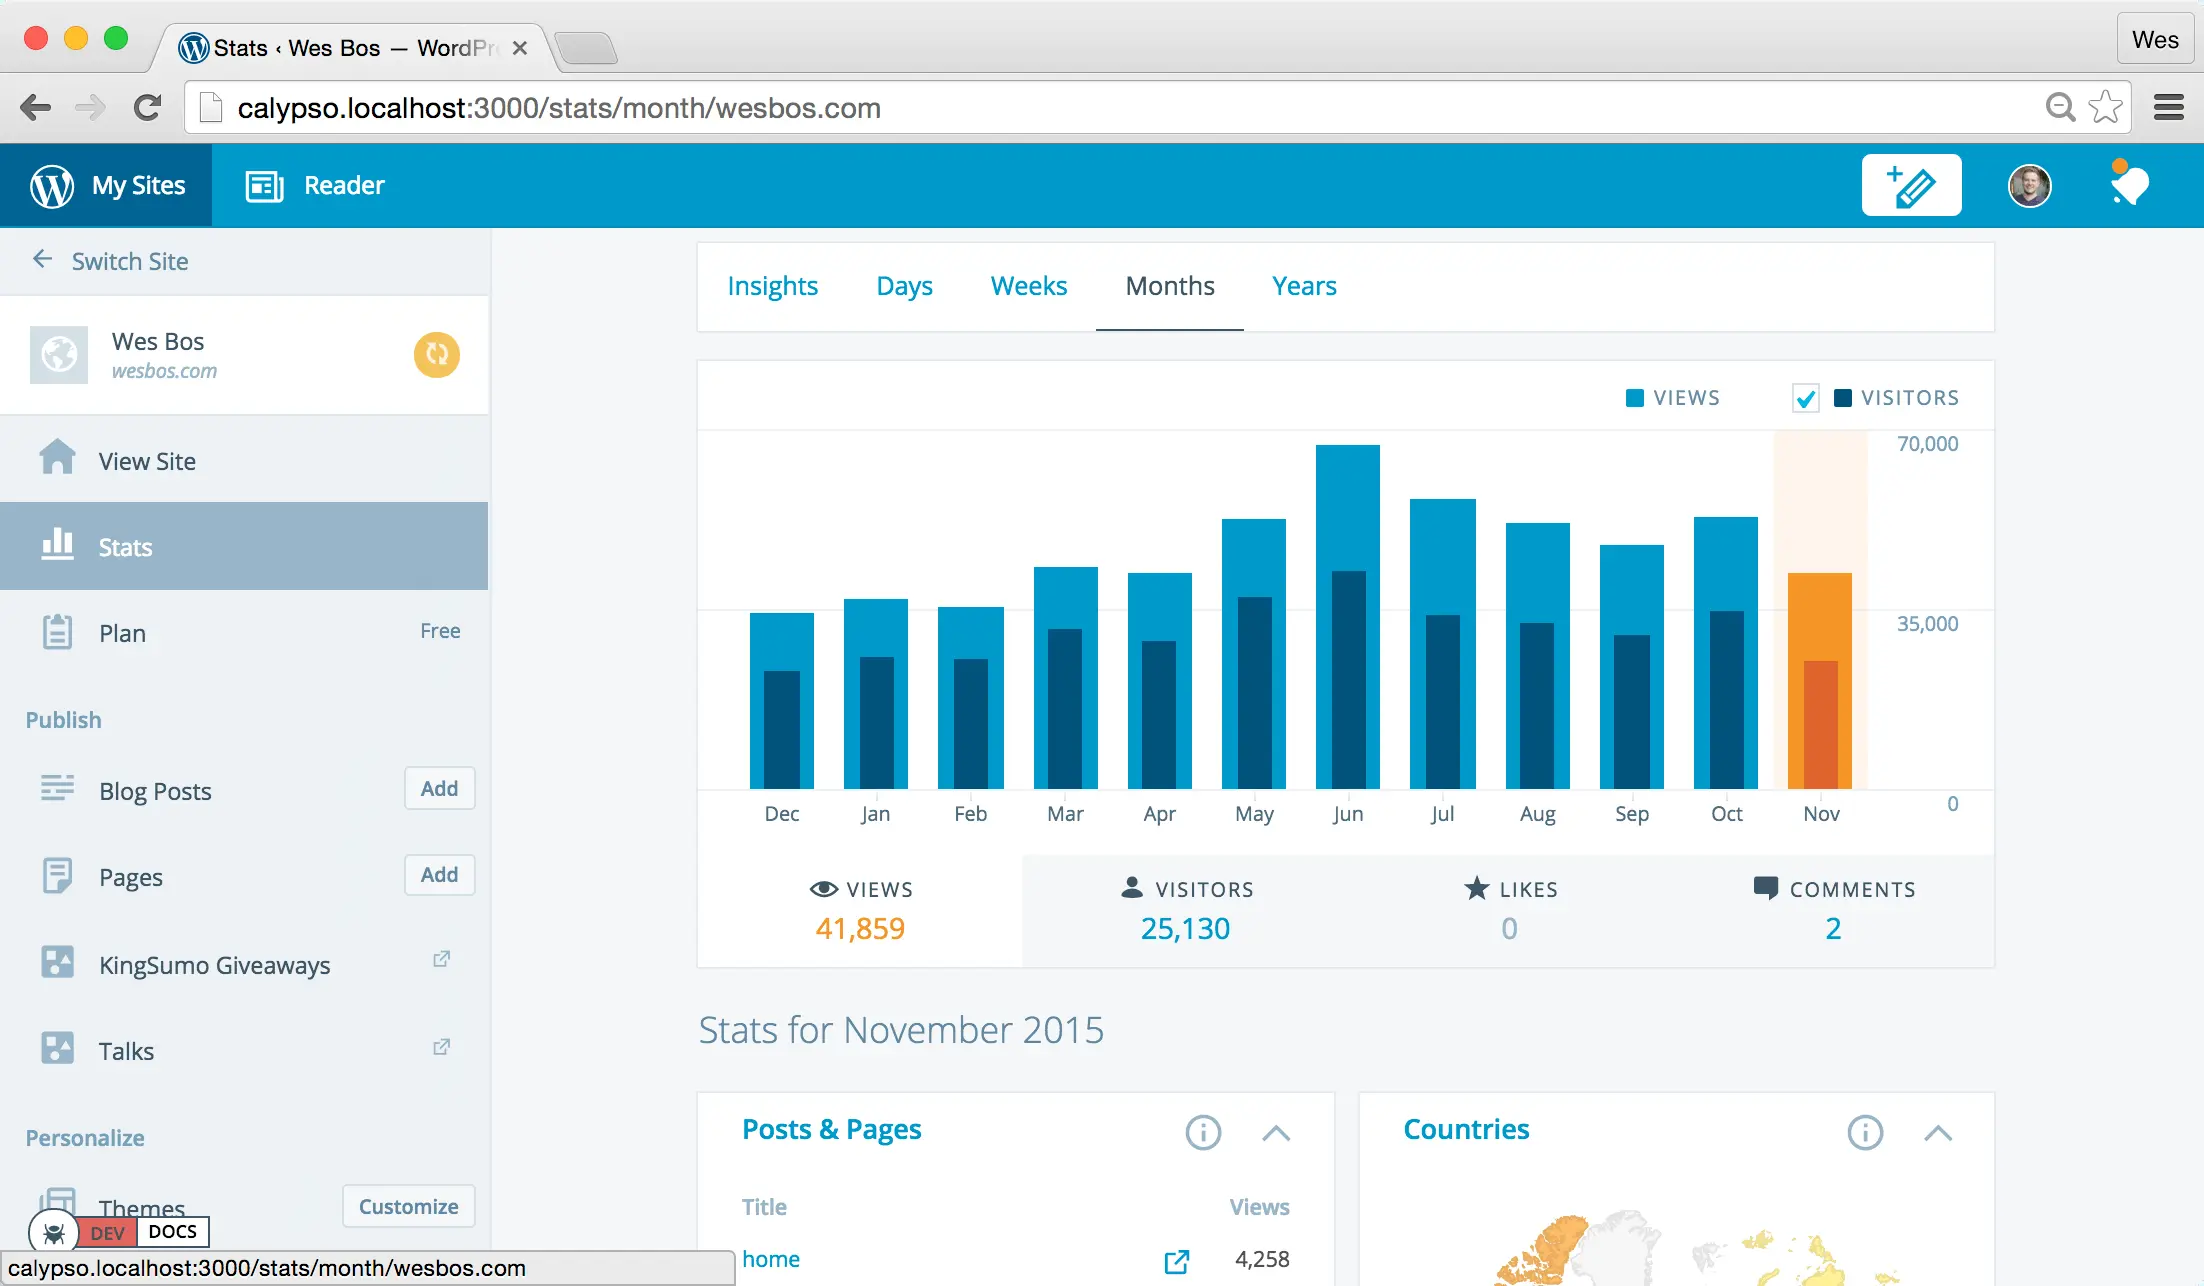 Stats ‹ Wes Bos — WordPr
Wes
calypso.localhost:3000/stats/month/wesbos.com
My Sites
Reader
Switch Site
Wes Bos
wesbos.com
View Site
Stats
Plan
Free
Publish
Blog Posts
Add
Pages
Add
KingSumo Giveaways
Talks
Personalize
Themes
Customize
DEV
DOCS
calypso.localhost:3000/stats/month/wesbos.com
Insights
Days
Weeks
Months
Years
VIEWS
VISITORS
70,000
35,000
0
Dec
Jan
Feb
Mar
Apr
May
Jun
Jul
Aug
Sep
Oct
Nov
VIEWS
41,859
VISITORS
25,130
LIKES
0
COMMENTS
2
Stats for November 2015
Posts & Pages
Title
Views
home
4,258
Countries